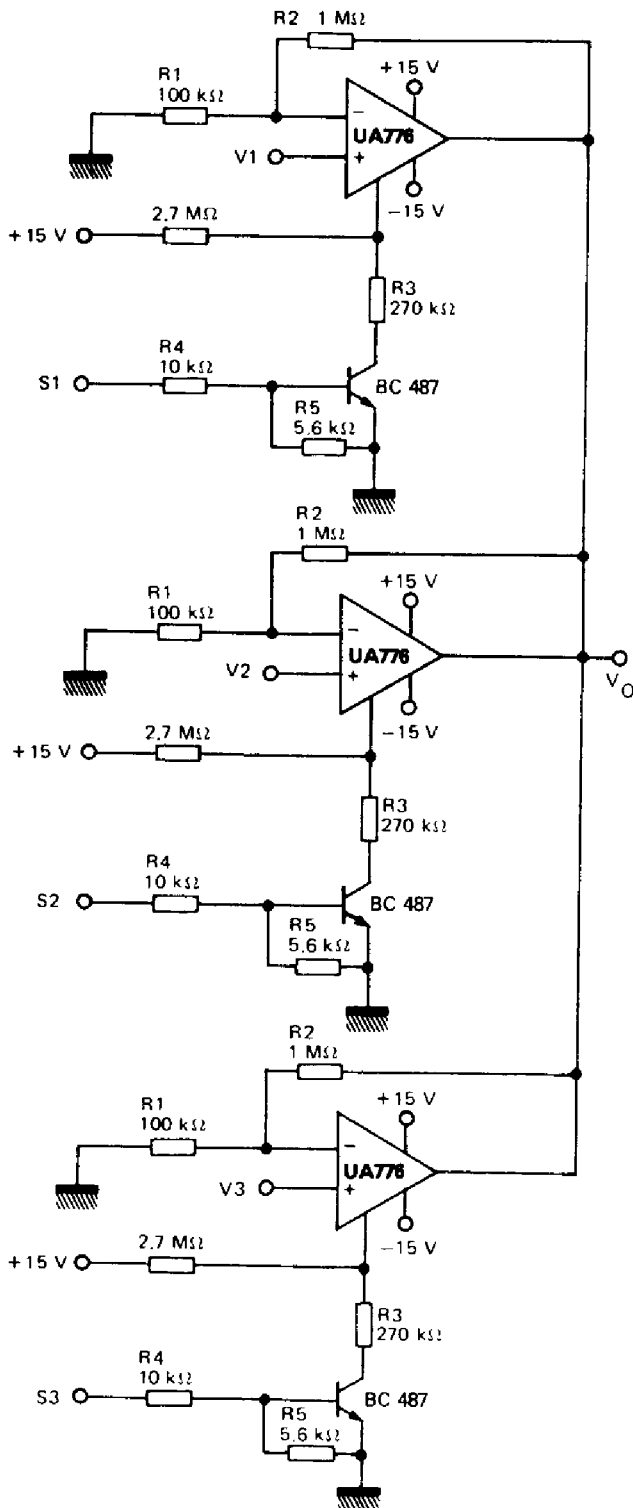 R2 1 MΩ
+15 V
R1
100 kΩ
−
UA776
V1
+
−15 V
2.7 MΩ
+15 V
R3
270 kΩ
R4
10 kΩ
S1
BC 487
R5
5.6 kΩ
R2
1 MΩ
+15 V
R1
100 kΩ
−
UA776
V2
+
VO
−15 V
2.7 MΩ
+15 V
R3
270 kΩ
R4
10 kΩ
S2
BC 487
R5
5.6 kΩ
R2
1 MΩ
+15 V
R1
100 kΩ
−
UA776
V3
+
−15 V
2.7 MΩ
+15 V
R3
270 kΩ
R4
10 kΩ
S3
BC 487
R5
5.6 kΩ